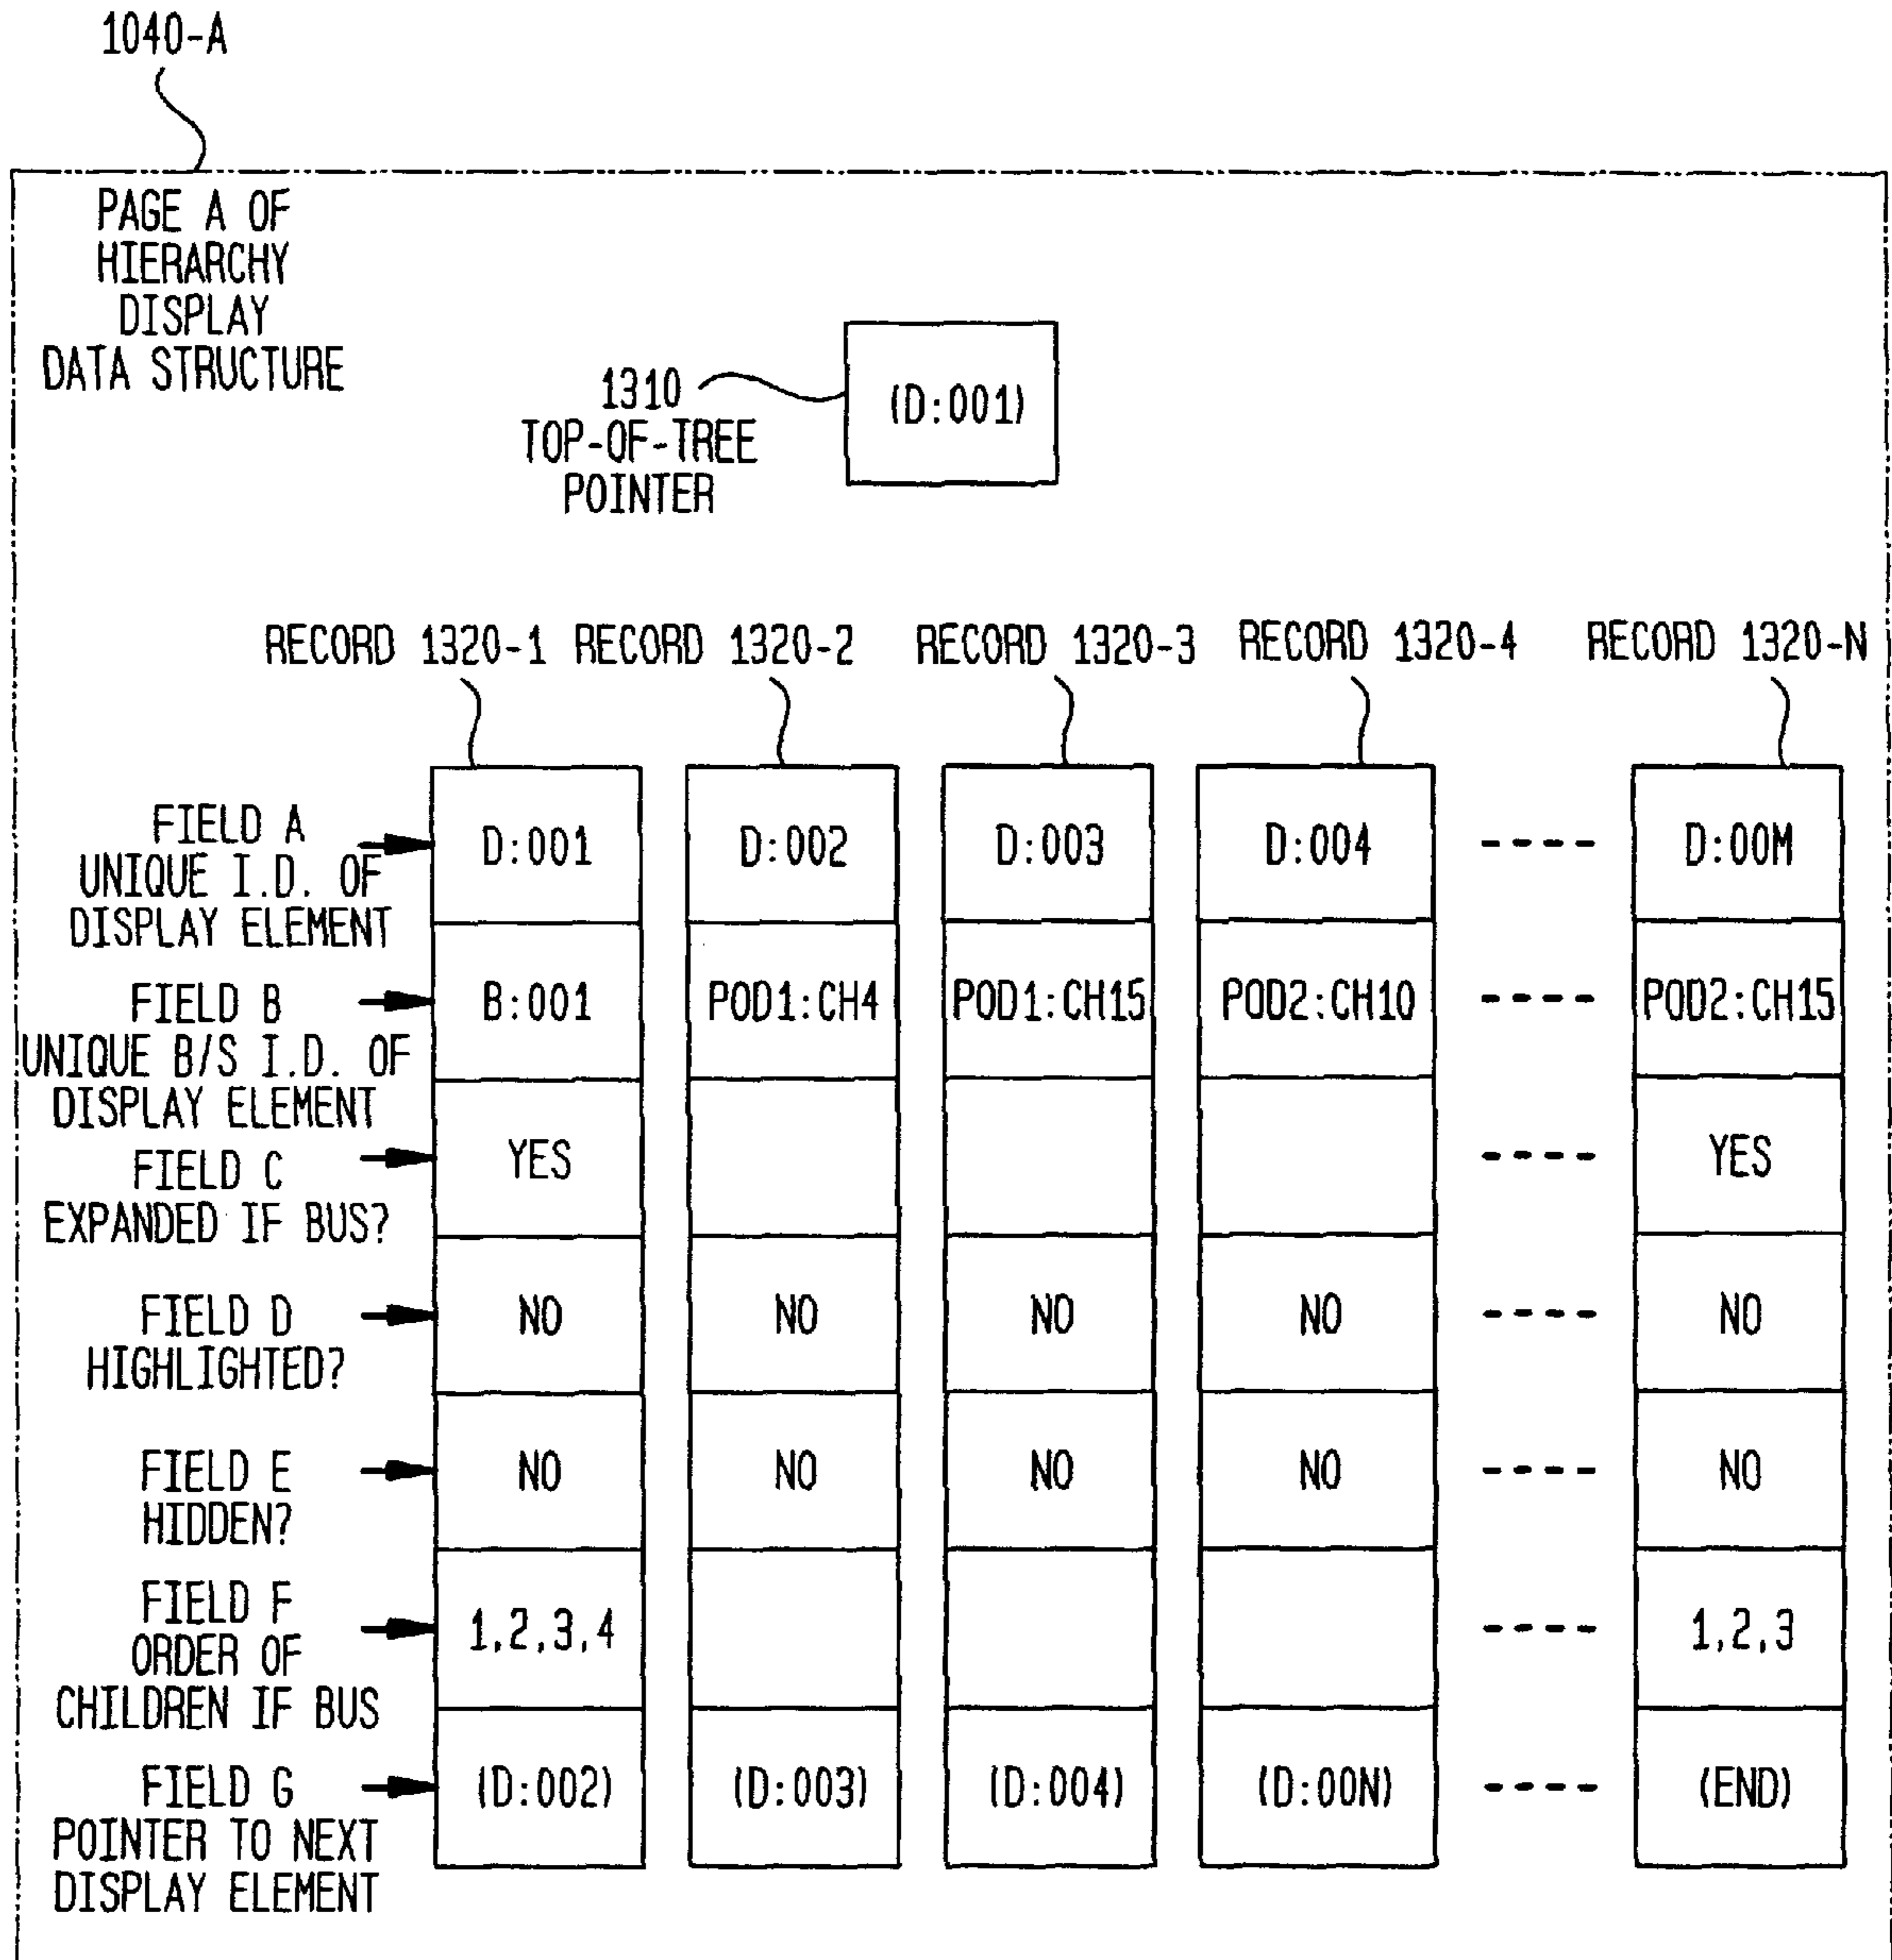 1040-A
PAGE A OF
HIERARCHY
DISPLAY
DATA STRUCTURE
1310
TOP-OF-TREE
POINTER
(D:001)
RECORD 1320-1 RECORD 1320-2 RECORD 1320-3 RECORD 1320-4 RECORD 1320-N
FIELD A
UNIQUE I.D. OF
DISPLAY ELEMENT
D:001 D:002 D:003 D:004 ---- D:00M
FIELD B
UNIQUE B/S I.D. OF
DISPLAY ELEMENT
B:001 POD1:CH4 POD1:CH15 POD2:CH10 ---- POD2:CH15
FIELD C
EXPANDED IF BUS?
YES ---- YES
FIELD D
HIGHLIGHTED?
NO NO NO NO ---- NO
FIELD E
HIDDEN?
NO NO NO NO ---- NO
FIELD F
ORDER OF
CHILDREN IF BUS
1,2,3,4 ---- 1,2,3
FIELD G
POINTER TO NEXT
DISPLAY ELEMENT
(D:002) (D:003) (D:004) (D:00N) ---- (END)